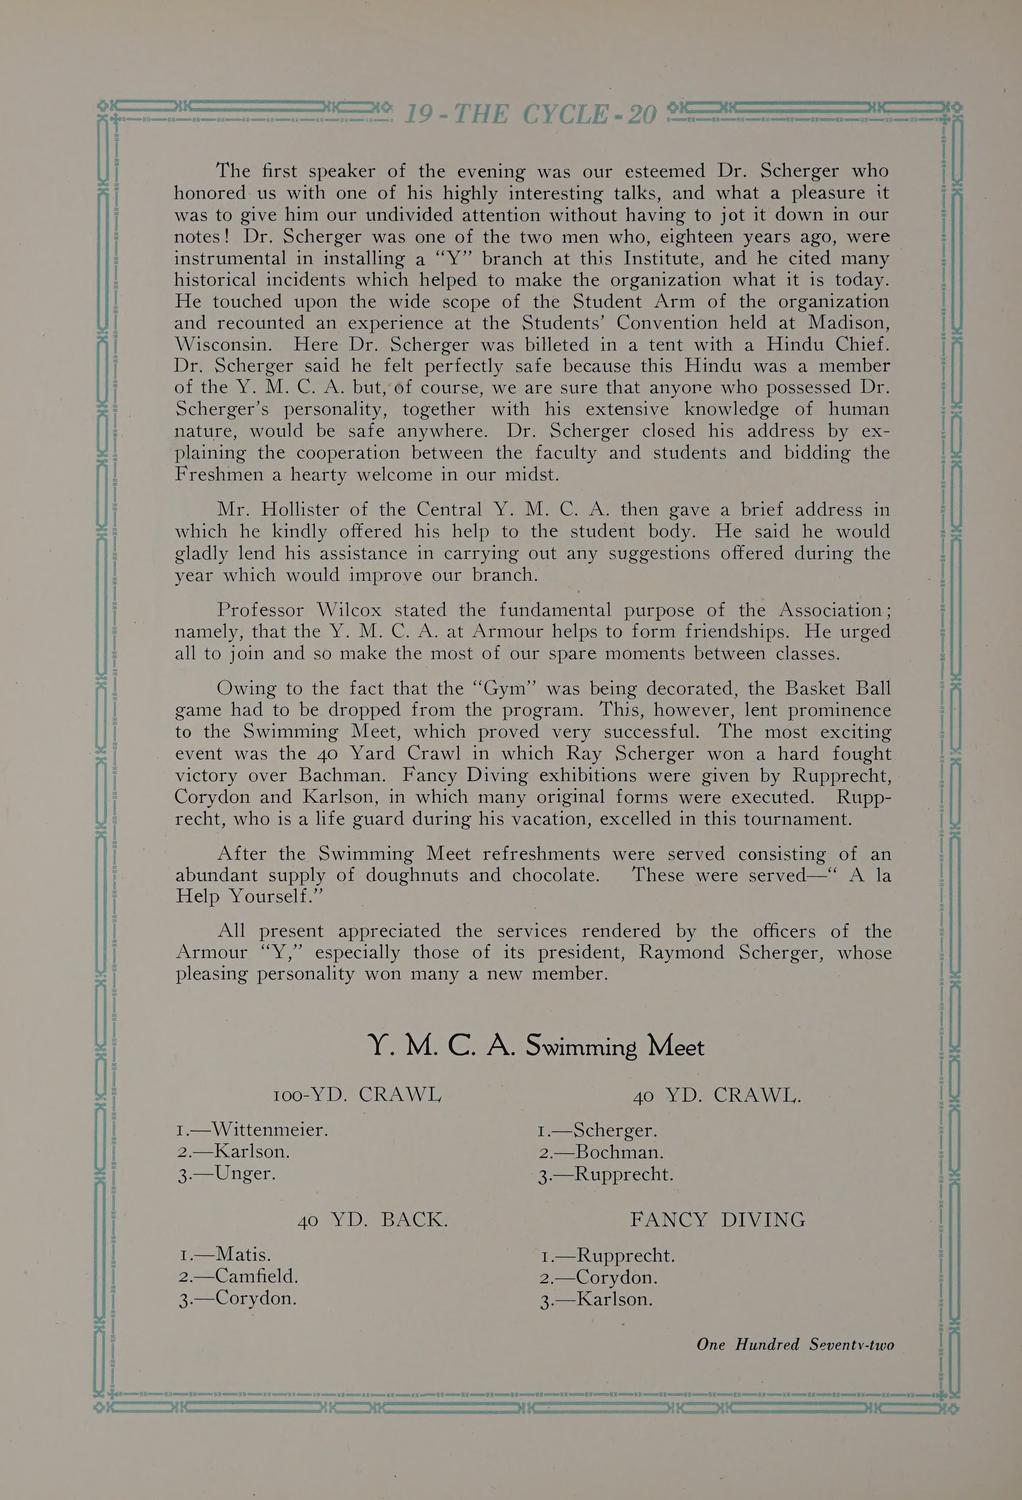 19-THE CYCLE-20
The first speaker of the evening was our esteemed Dr. Scherger who
honored us with one of his highly interesting talks, and what a pleasure it
was to give him our undivided attention without having to jot it down in our
notes! Dr. Scherger was one of the two men who, eighteen years ago, were
instrumental in installing a “Y” branch at this Institute, and he cited many
historical incidents which helped to make the organization what it is today.
He touched upon the wide scope of the Student Arm of the organization
and recounted an experience at the Students’ Convention held at Madison,
Wisconsin. Here Dr. Scherger was billeted in a tent with a Hindu Chief.
Dr. Scherger said he felt perfectly safe because this Hindu was a member
of the Y. M. C. A. but, of course, we are sure that anyone who possessed Dr.
Scherger’s personality, together with his extensive knowledge of human
nature, would be safe anywhere. Dr. Scherger closed his address by ex-
plaining the cooperation between the faculty and students and bidding the
Freshmen a hearty welcome in our midst.
Mr. Hollister of the Central Y. M. C. A. then gave a brief address in
which he kindly offered his help to the student body. He said he would
gladly lend his assistance in carrying out any suggestions offered during the
year which would improve our branch.
Professor Wilcox stated the fundamental purpose of the Association;
namely, that the Y. M. C. A. at Armour helps to form friendships. He urged
all to join and so make the most of our spare moments between classes.
Owing to the fact that the “Gym” was being decorated, the Basket Ball
game had to be dropped from the program. This, however, lent prominence
to the Swimming Meet, which proved very successful. The most exciting
event was the 40 Yard Crawl in which Ray Scherger won a hard fought
victory over Bachman. Fancy Diving exhibitions were given by Rupprecht,
Corydon and Karlson, in which many original forms were executed. Rupp-
recht, who is a life guard during his vacation, excelled in this tournament.
After the Swimming Meet refreshments were served consisting of an
abundant supply of doughnuts and chocolate. These were served—“ A la
Help Yourself.”
All present appreciated the services rendered by the officers of the
Armour “Y,” especially those of its president, Raymond Scherger, whose
pleasing personality won many a new member.
Y. M. C. A. Swimming Meet
100-YD. CRAWL
1.—Wittenmeier.
2.—Karlson.
3.—Unger.
40 YD. CRAWL.
1.—Scherger.
2.—Bochman.
3.—Rupprecht.
40 YD. BACK.
1.—Matis.
2.—Camfield.
3.—Corydon.
FANCY DIVING
1.—Rupprecht.
2.—Corydon.
3.—Karlson.
One Hundred Seventy-two